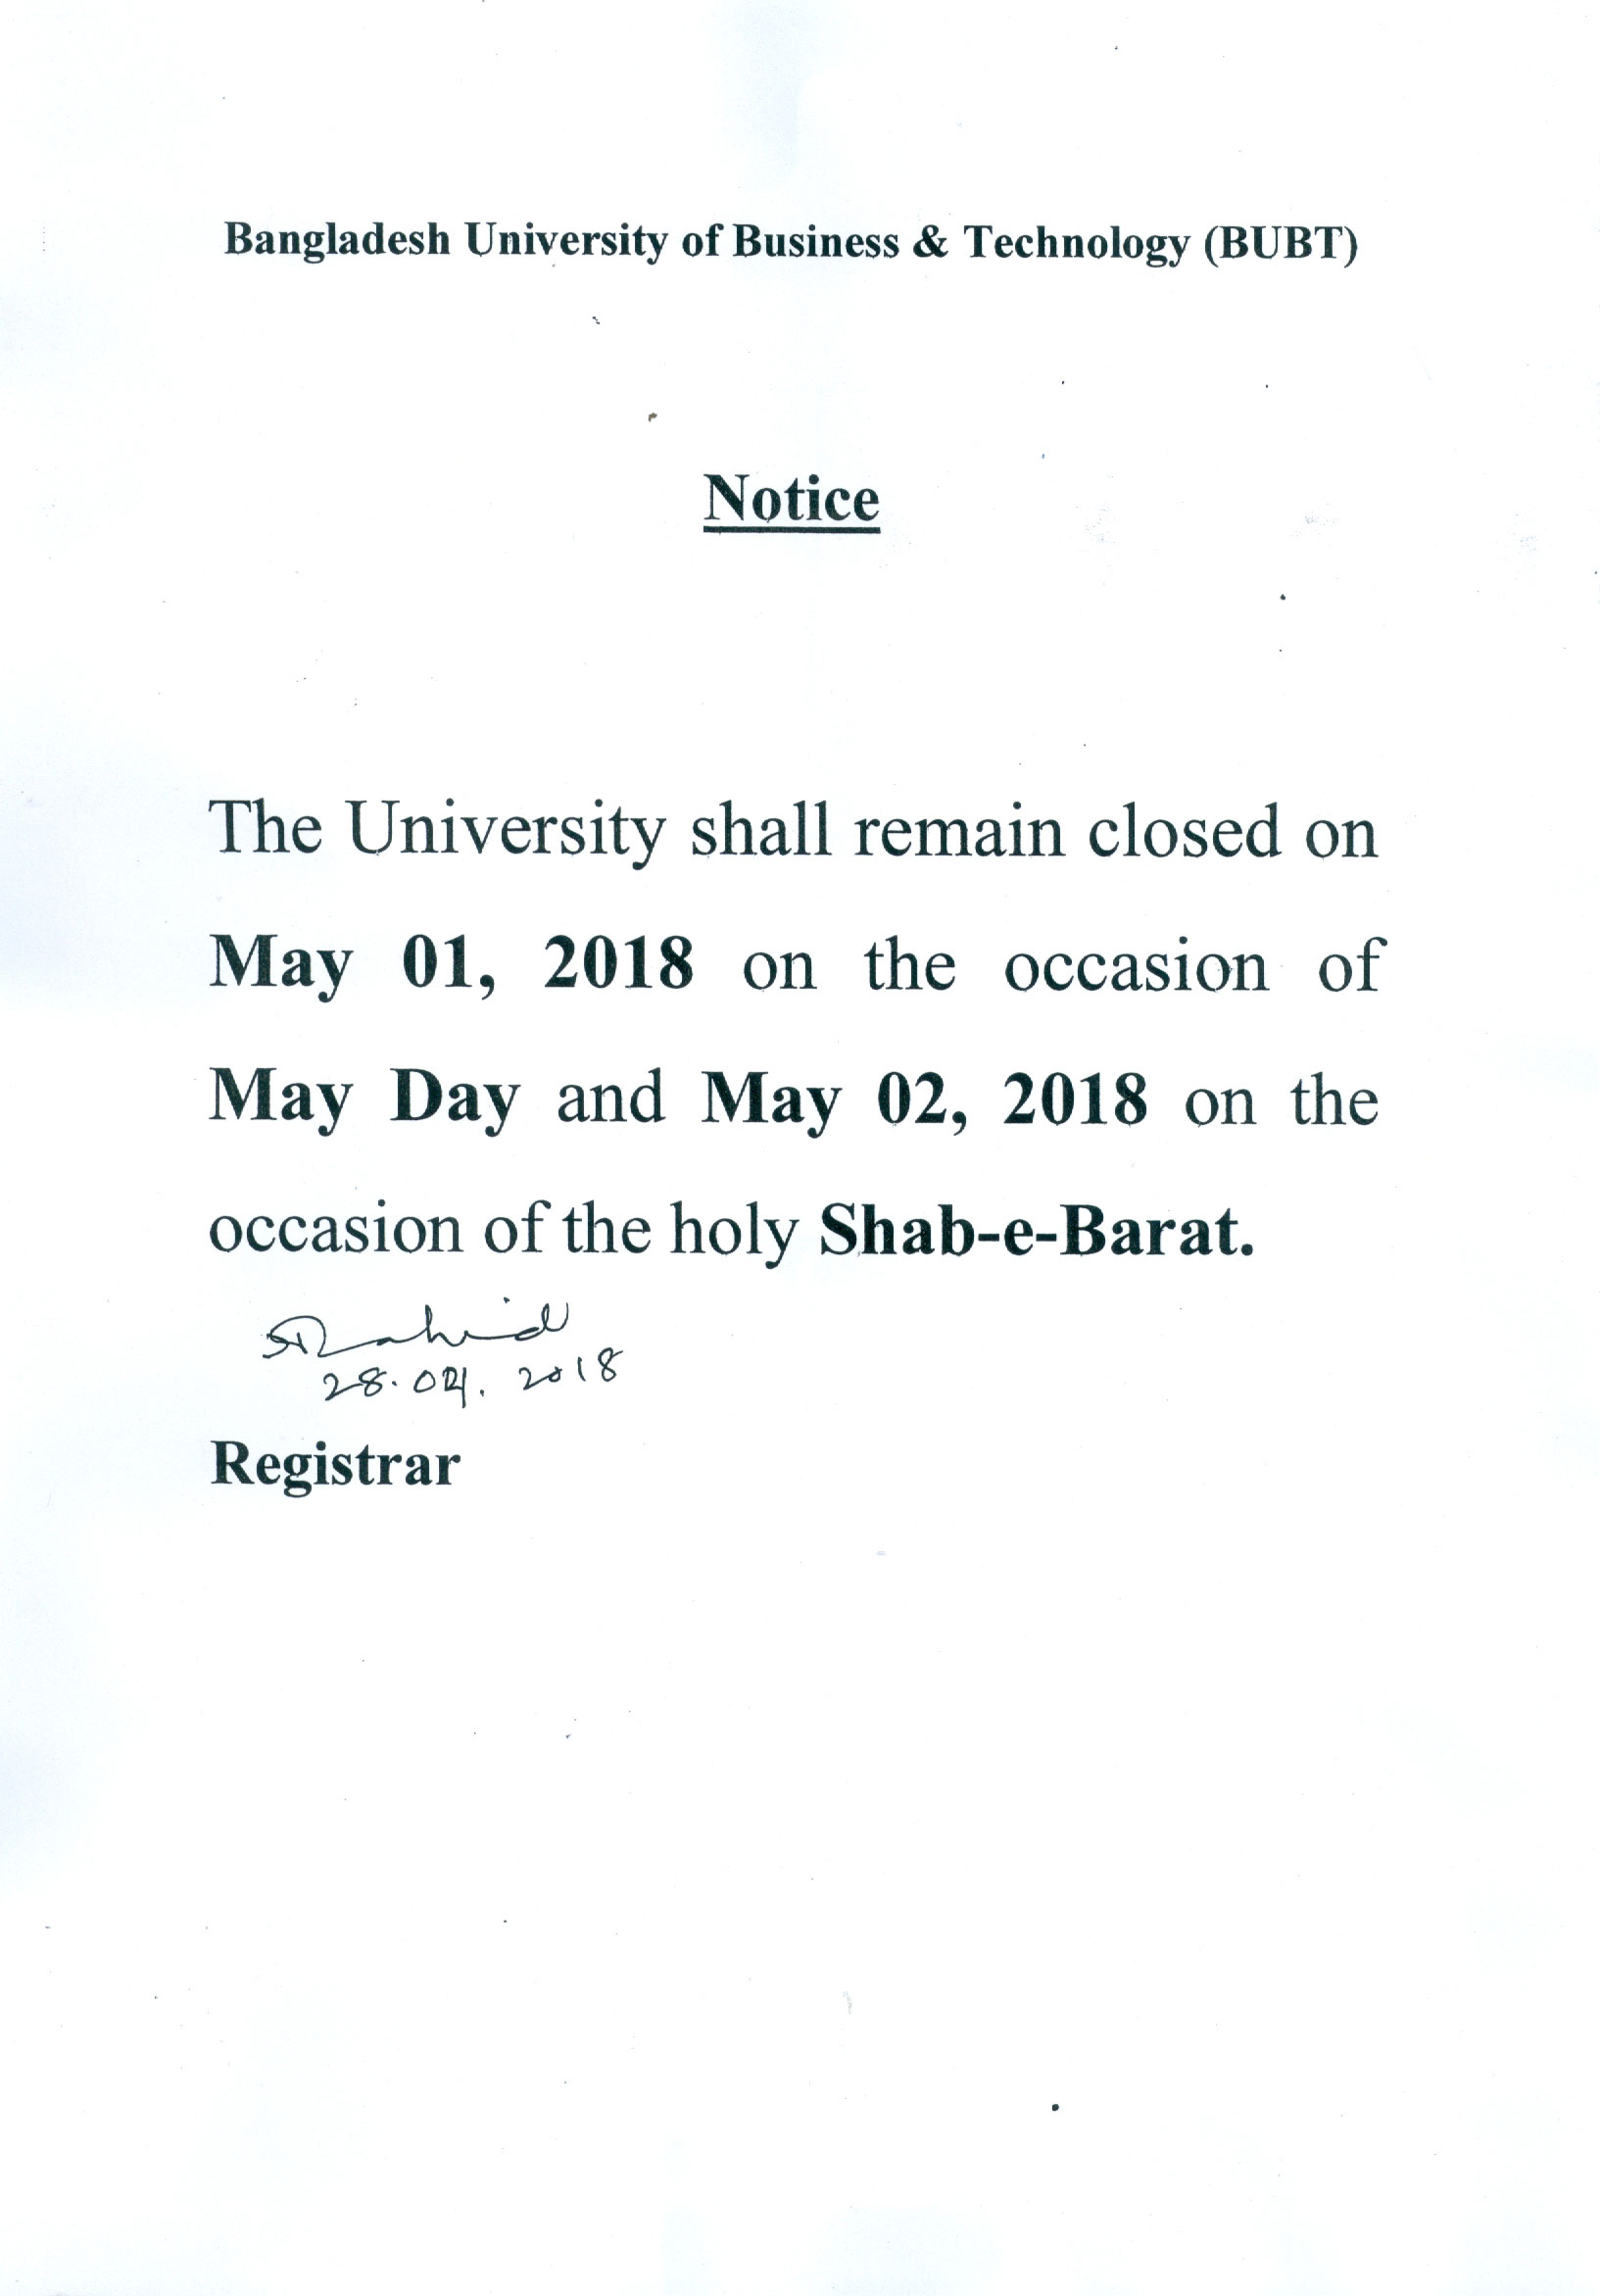 Bangladesh University of Business & Technology (BUBT)
Notice
The University shall remain closed on
May 01, 2018 on the occasion of
May Day and May 02, 2018 on the
occasion of the holy Shab-e-Barat.
28.04.2018
Registrar